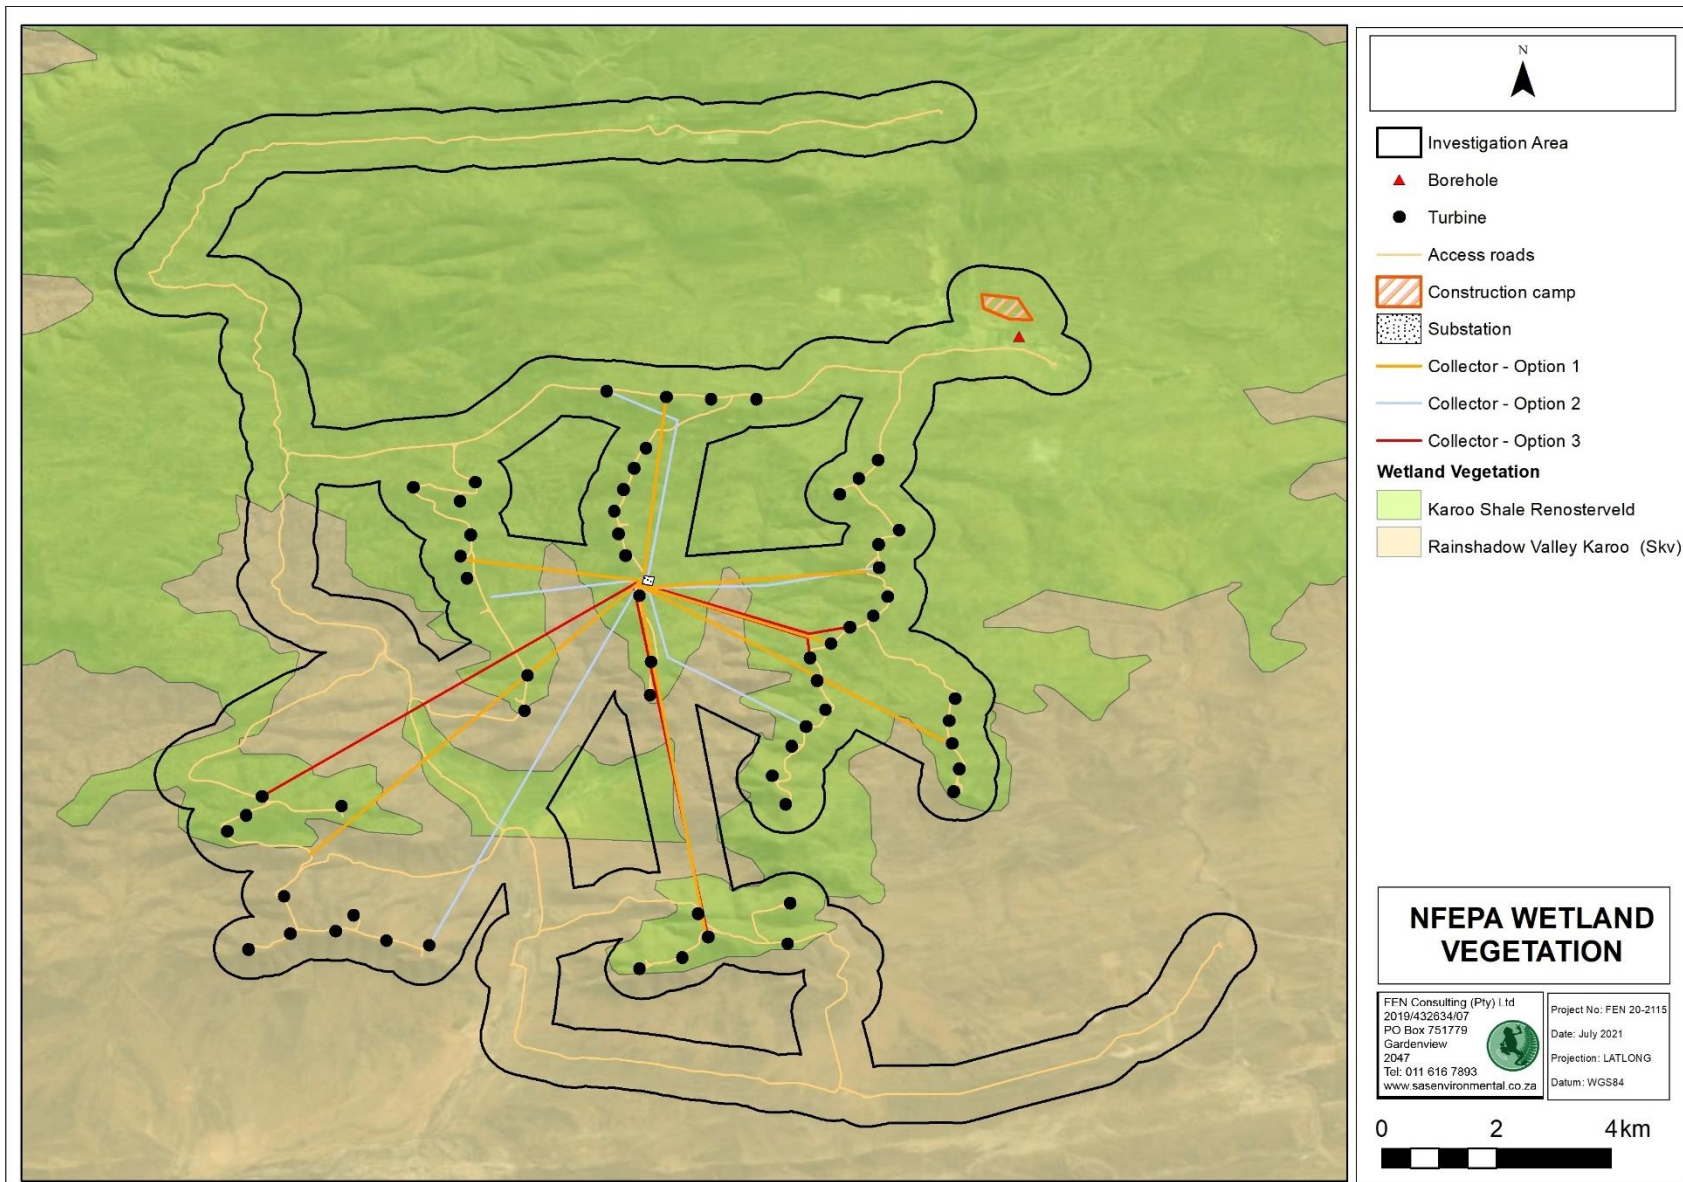 N
Investigation Area
Borehole
Turbine
Access roads
Construction camp
Substation
Collector - Option 1
Collector - Option 2
Collector - Option 3
Wetland Vegetation
Karoo Shale Renosterveld
Rainshadow Valley Karoo (Skv)
NFEPA WETLAND
VEGETATION
FEN Consulting (Pty) Ltd
2019/432634/07
PO Box 751779
Gardenview
2047
Tel: 011 616 7893
www.sasenvironmental.co.za
Project No: FEN 20-2115
Date: July 2021
Projection: LATLONG
Datum: WGS84
0 2 4 km